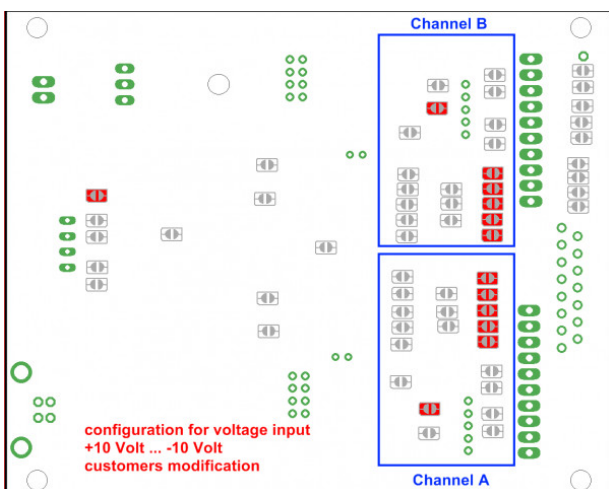 Channel B
configuration for voltage input
+10 Volt ... -10 Volt
customers modification
Channel A